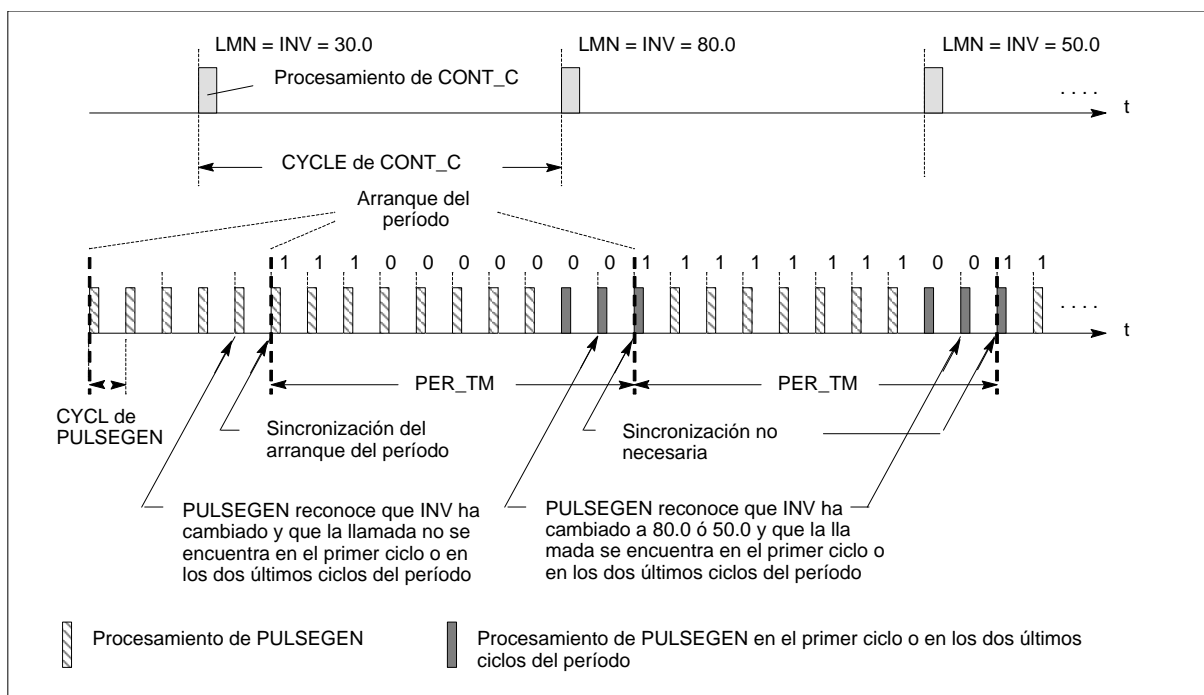 LMN = INV = 30.0
LMN = INV = 80.0
LMN = INV = 50.0
Procesamiento de CONT_C
. . . .
t
CYCLE de CONT_C
Arranque del
período
1 1 1 0 0 0 0 0 0 0 1 1 1 1 1 1 1 1 0 0 1 1
. . . .
t
PER_TM
PER_TM
CYCL de
PULSEGEN
Sincronización del
arranque del período
Sincronización no
necesaria
PULSEGEN reconoce que INV ha
cambiado y que la llamada no se
encuentra en el primer ciclo o en
los dos últimos ciclos del período
PULSEGEN reconoce que INV ha
cambiado a 80.0 ó 50.0 y que la lla
mada se encuentra en el primer ciclo o
en los dos últimos ciclos del período
Procesamiento de PULSEGEN
Procesamiento de PULSEGEN en el primer ciclo o en los dos últimos
ciclos del período